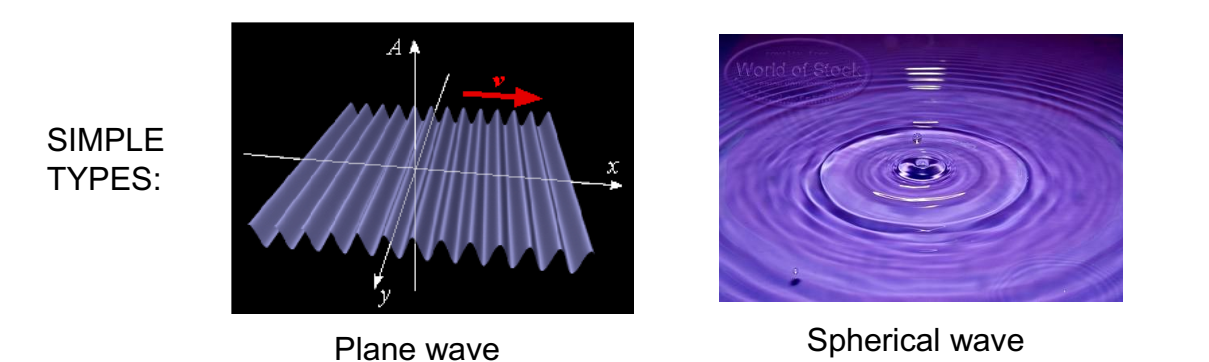 SIMPLE
TYPES:
A
v
x
y
Plane wave
World of Stock
Spherical wave